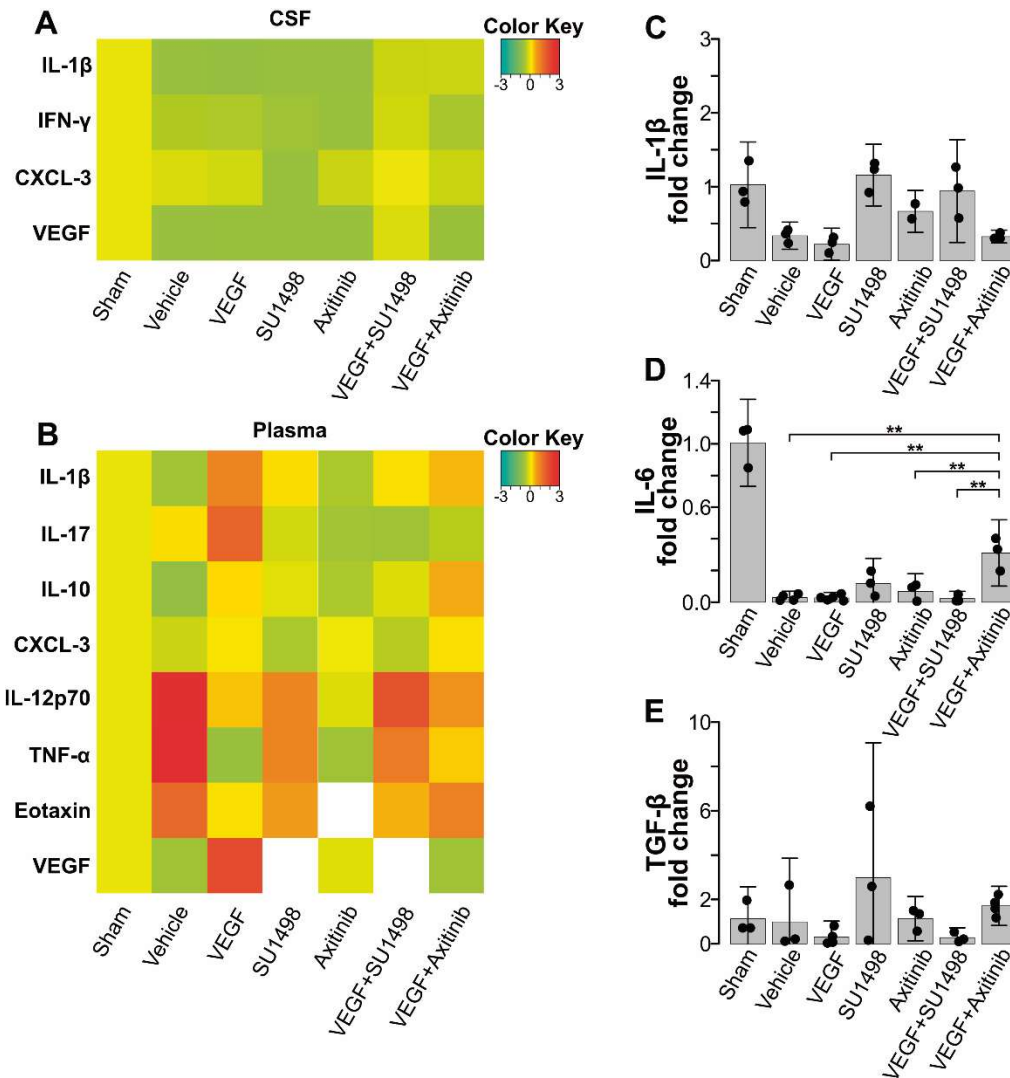 A
CSF
Color Key
-3
0
3
IL-1β
IFN-γ
CXCL-3
VEGF
Sham
Vehicle
VEGF
SU1498
Axitinib
VEGF+SU1498
VEGF+Axitinib
B
Plasma
Color Key
-3
0
3
IL-1β
IL-17
IL-10
CXCL-3
IL-12p70
TNF-α
Eotaxin
VEGF
Sham
Vehicle
VEGF
SU1498
Axitinib
VEGF+SU1498
VEGF+Axitinib
C
IL-1β
fold change
3
2
1
0
Sham
Vehicle
VEGF
SU1498
Axitinib
VEGF+SU1498
VEGF+Axitinib
D
IL-6
fold change
1.4
1.0
0.6
0.0
**
**
**
**
Sham
Vehicle
VEGF
SU1498
Axitinib
VEGF+SU1498
VEGF+Axitinib
E
TGF-β
fold change
10
6
2
0
Sham
Vehicle
VEGF
SU1498
Axitinib
VEGF+SU1498
VEGF+Axitinib